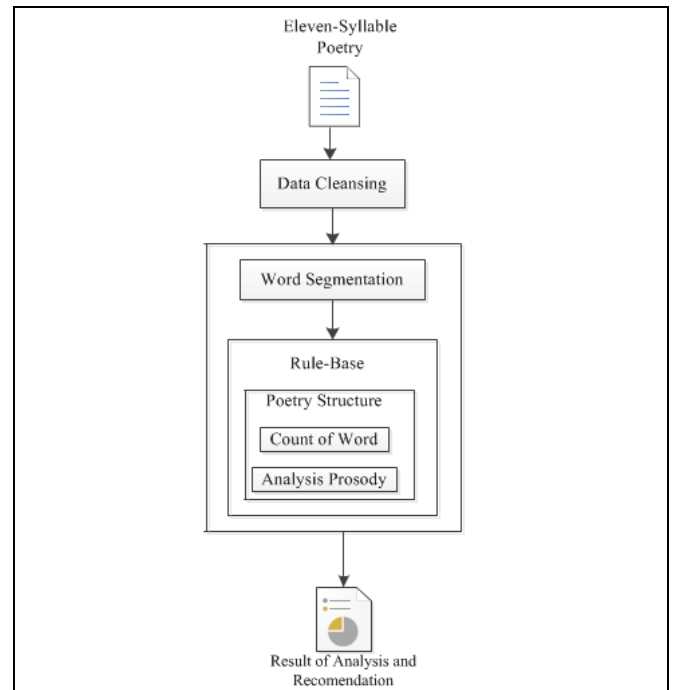 Eleven-Syllable
Poetry
Data Cleansing
Word Segmentation
Rule-Base
Poetry Structure
Count of Word
Analysis Prosody
Result of Analysis and
Recomendation